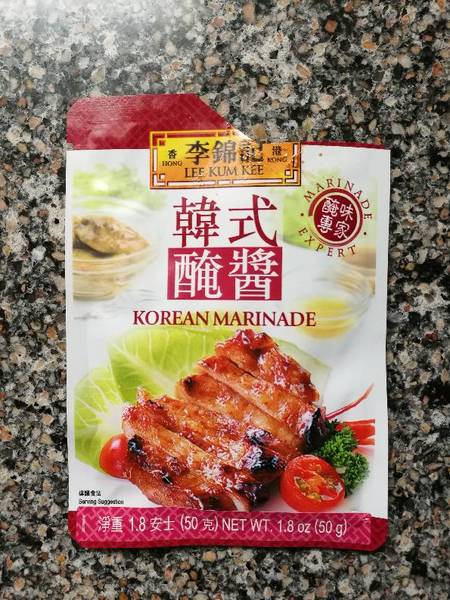 香 李錦記 港
HONG KONG
LEE KUM KEE
MARINADE
醃味
專家
EXPERT
韓式
醃醬
KOREAN MARINADE
建議食法
Serving Suggestion
淨重 1.8 安士 (50 克) NET WT. 1.8 oz (50 g)